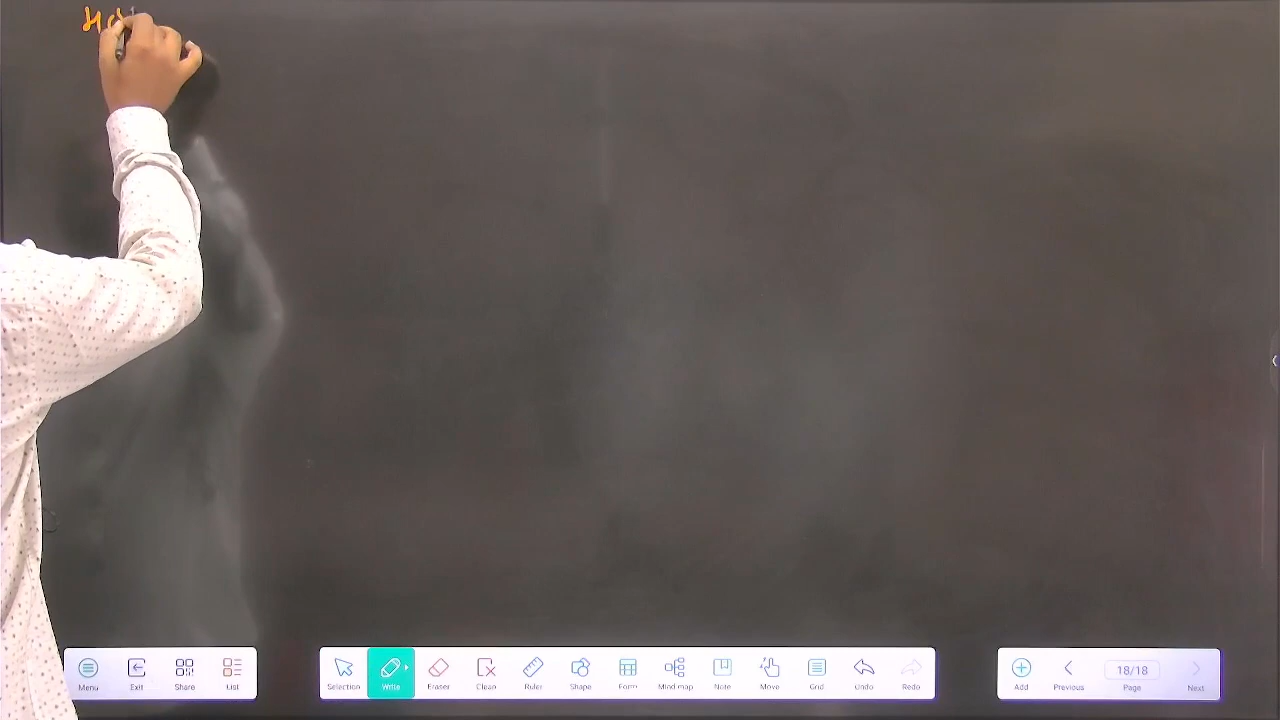 Menu
Exit
Share
List
Selection
Write
Eraser
Clean
Ruler
Shape
Form
Mind map
Note
Move
Grid
Undo
Redo
Add
Previous
18/18
Page
Next